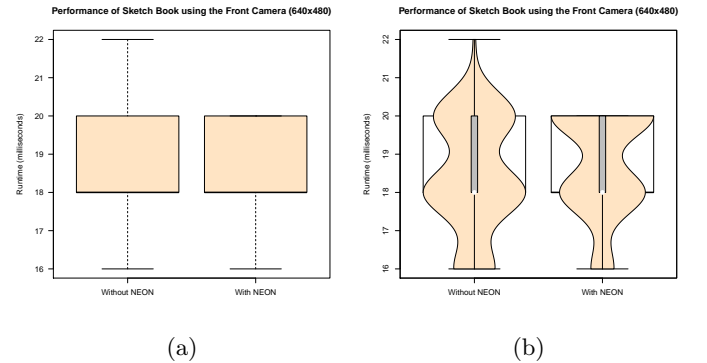 Performance of Sketch Book using the Front Camera (640x480)
Runtime (milliseconds)
22
21
20
19
18
17
16
Without NEON
With NEON
(a)
Performance of Sketch Book using the Front Camera (640x480)
Runtime (milliseconds)
22
21
20
19
18
17
16
Without NEON
With NEON
(b)